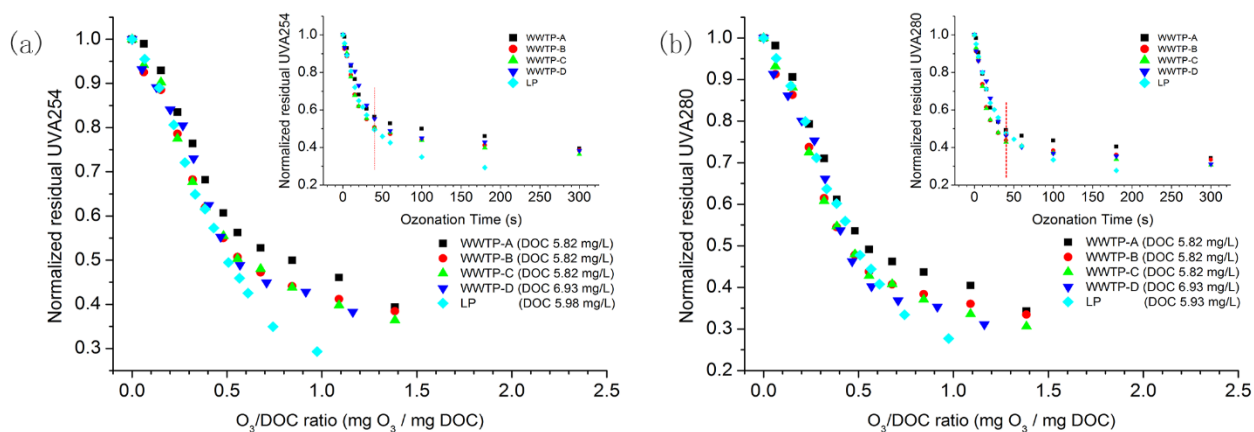 (a)
Normalized residual UVA254
1.0
0.9
0.8
0.7
0.6
0.5
0.4
0.3
0.0 0.5 1.0 1.5 2.0 2.5
O₃/DOC ratio (mg O₃ / mg DOC)
WWTP-A (DOC 5.82 mg/L)
WWTP-B (DOC 5.82 mg/L)
WWTP-C (DOC 5.82 mg/L)
WWTP-D (DOC 6.93 mg/L)
LP (DOC 5.98 mg/L)
Normalized residual UVA254
1.0
0.8
0.6
0.4
0.2
0 50 100 150 200 250 300
Ozonation Time (s)
WWTP-A
WWTP-B
WWTP-C
WWTP-D
LP
(b)
Normalized residual UVA280
1.0
0.9
0.8
0.7
0.6
0.5
0.4
0.3
0.2
0.0 0.5 1.0 1.5 2.0 2.5
O₃/DOC ratio (mg O₃ / mg DOC)
WWTP-A (DOC 5.82 mg/L)
WWTP-B (DOC 5.82 mg/L)
WWTP-C (DOC 5.82 mg/L)
WWTP-D (DOC 6.93 mg/L)
LP (DOC 5.93 mg/L)
Normalized residual UVA280
1.0
0.8
0.6
0.4
0.2
0 50 100 150 200 250 300
Ozonation Time (s)
WWTP-A
WWTP-B
WWTP-C
WWTP-D
LP